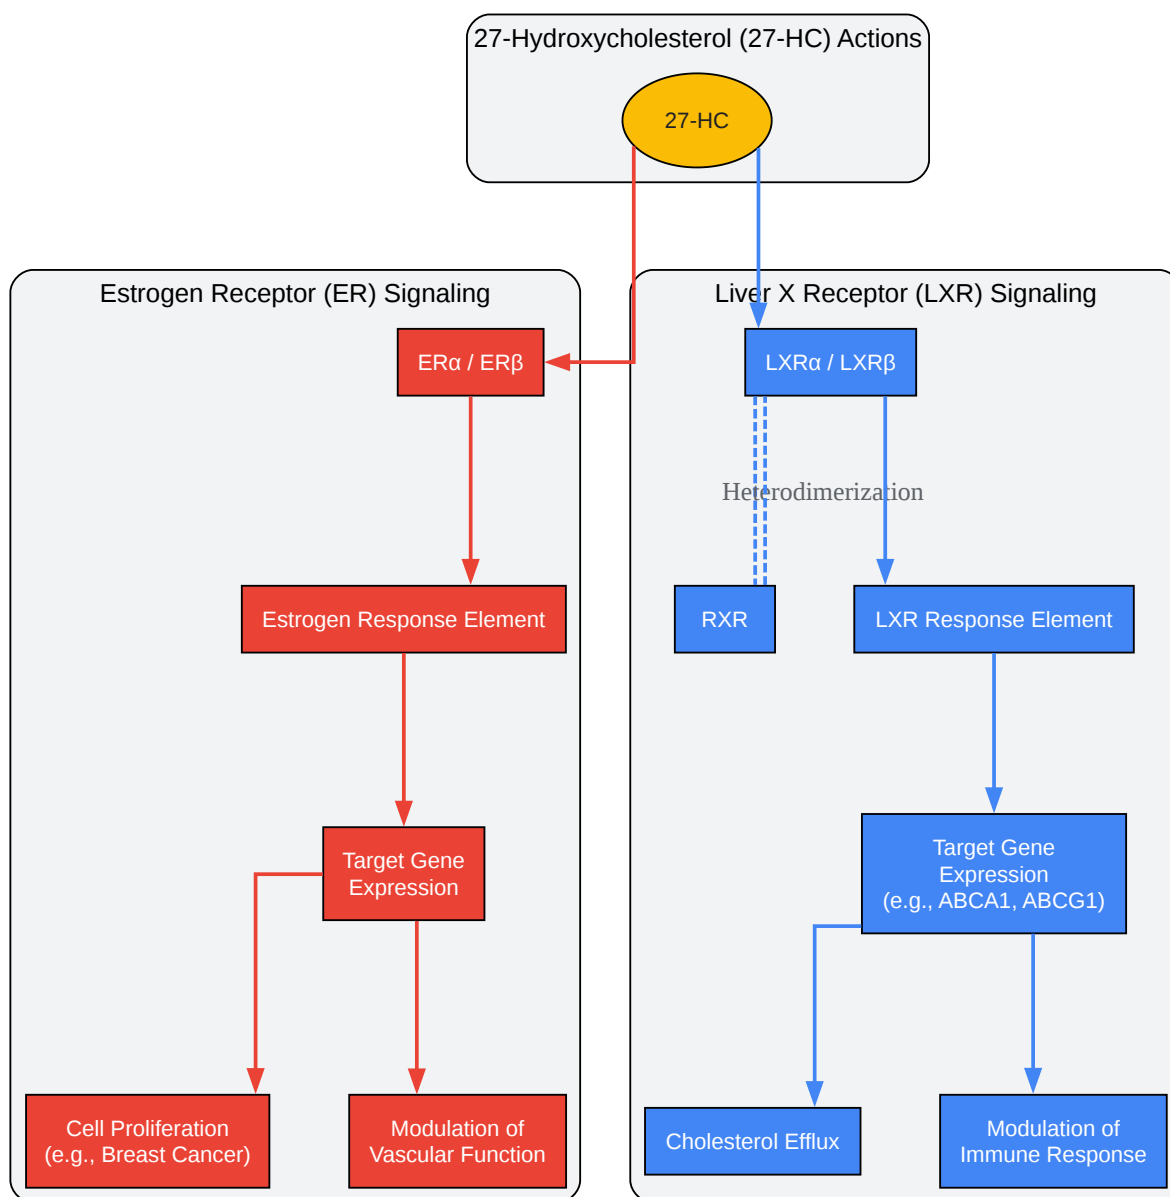 27-Hydroxycholesterol (27-HC) Actions
27-HC
Estrogen Receptor (ER) Signaling
ERα / ERβ
Estrogen Response Element
Target Gene
Expression
Cell Proliferation
(e.g., Breast Cancer)
Modulation of
Vascular Function
Liver X Receptor (LXR) Signaling
LXRα / LXRβ
Heterodimerization
RXR
LXR Response Element
Target Gene
Expression
(e.g., ABCA1, ABCG1)
Cholesterol Efflux
Modulation of
Immune Response